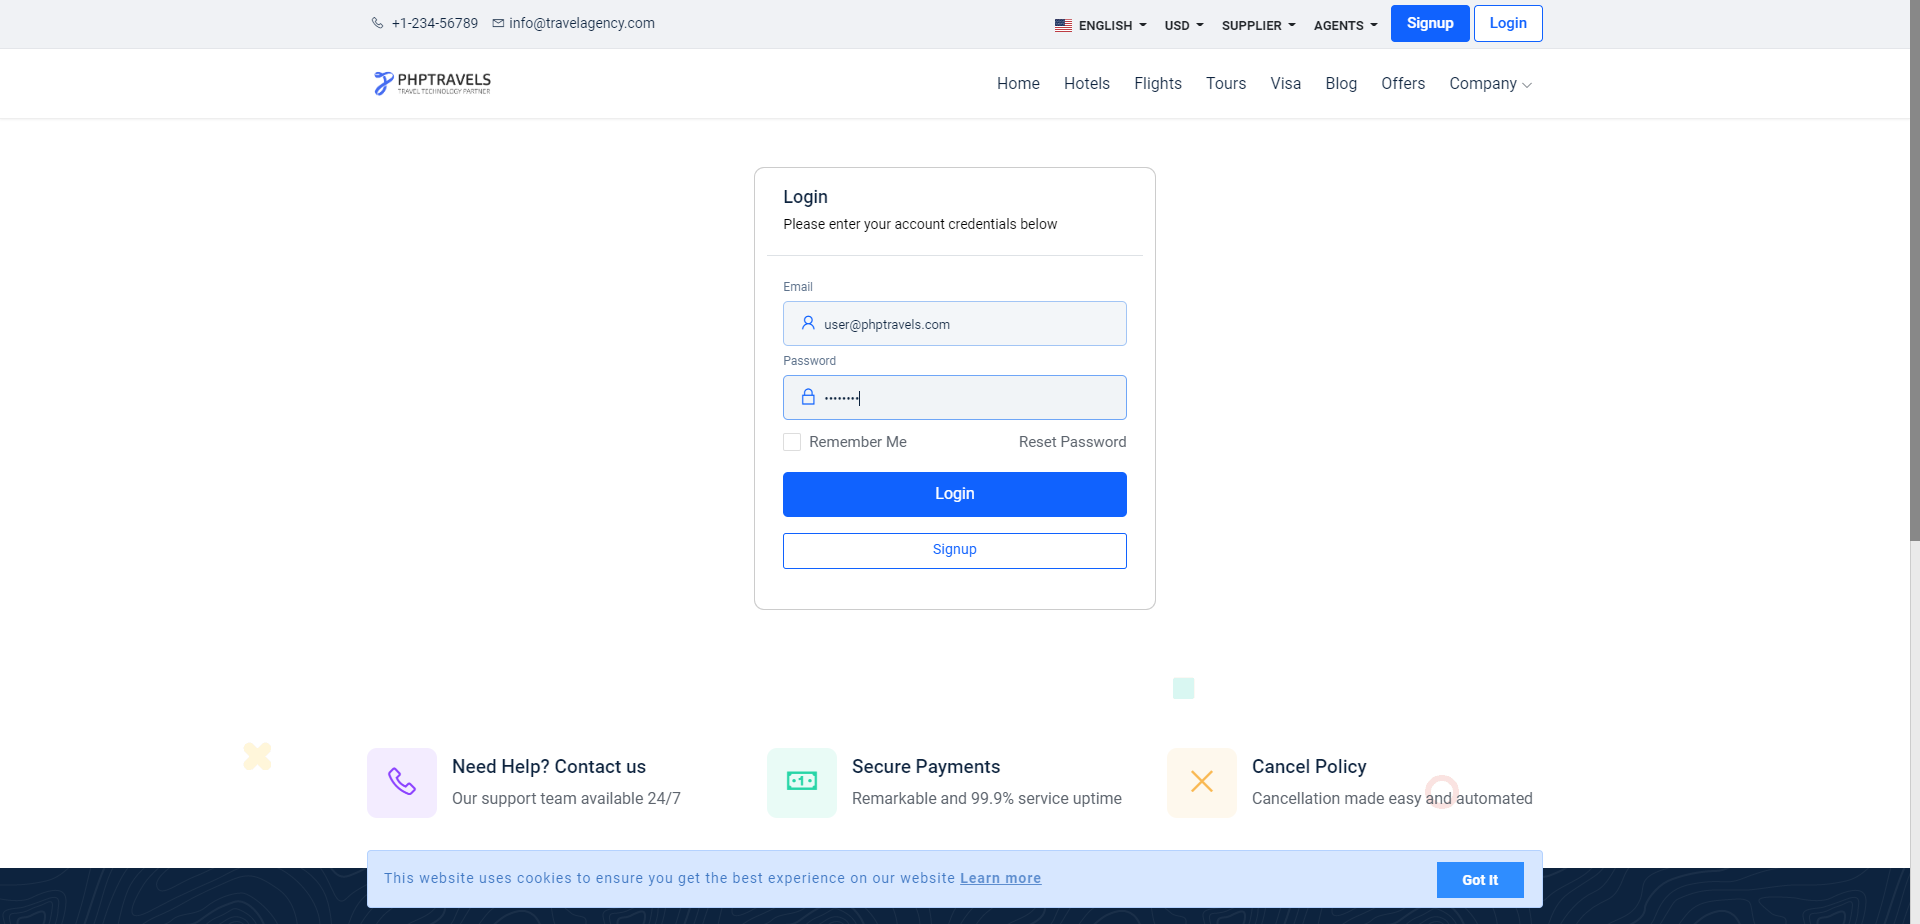 +1-234-56789 info@travelagency.com ENGLISH USD SUPPLIER AGENTS Signup Login
PHPTRAVELS
TRAVEL TECHNOLOGY PARTNER
Home Hotels Flights Tours Visa Blog Offers Company
Login
Please enter your account credentials below
Email
user@phptravels.com
Password
••••••••
Remember Me Reset Password
Login
Signup
Need Help? Contact us
Our support team available 24/7
Secure Payments
Remarkable and 99.9% service uptime
Cancel Policy
Cancellation made easy and automated
This website uses cookies to ensure you get the best experience on our website Learn more Got It